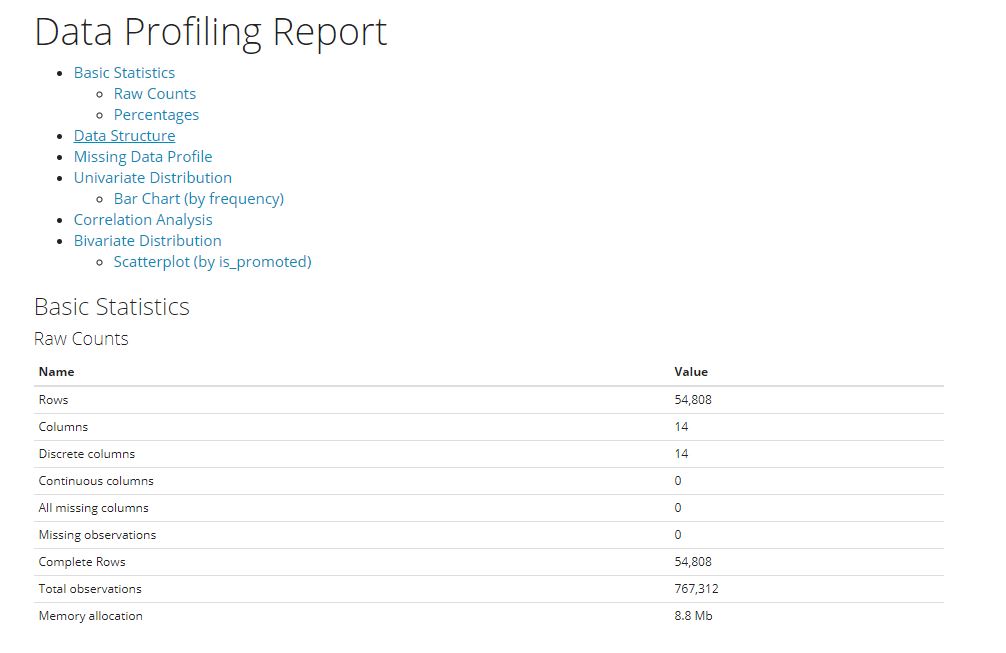 Data Profiling Report
Basic Statistics
Raw Counts
Percentages
Data Structure
Missing Data Profile
Univariate Distribution
Bar Chart (by frequency)
Correlation Analysis
Bivariate Distribution
Scatterplot (by is_promoted)
Basic Statistics
Raw Counts
Name Value
Rows 54,808
Columns 14
Discrete columns 14
Continuous columns 0
All missing columns 0
Missing observations 0
Complete Rows 54,808
Total observations 767,312
Memory allocation 8.8 Mb